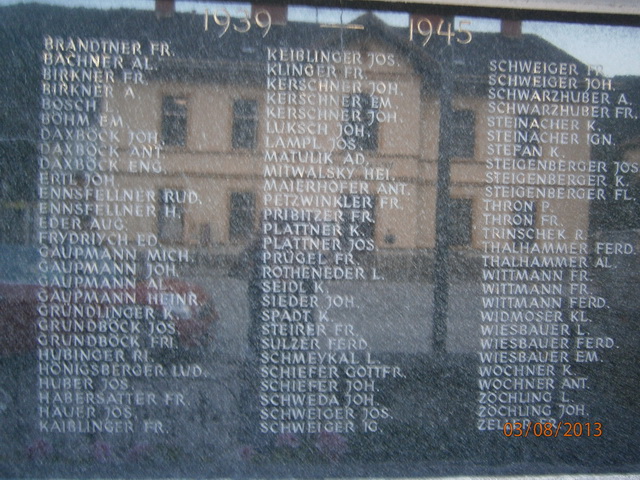 1939 — 1945
BRANDTNER FR.
BACHNER AL.
BIRKNER FR.
BIRKNER A.
BÖSCH
BÖHM EM.
DAXBÖCK JOH.
DAXBÖCK ANT.
DAXBÖCK ENG.
ERTL JOH.
ENNSFELLNER RUD.
ENNSFELLNER H.
EDER AUG.
FRYDRIYCH ED.
GAUPMANN MICH.
GAUPMANN JOH.
GAUPMANN AL.
GAUPMANN HEINR.
GRÜNDLINGER K.
GRUNDBÖCK JOS.
GRUNDBÖCK FRI.
HUBINGER RI.
HÖNIGSBERGER LUD.
HUBER JOS.
HABERSATTER FR.
HAUER JOS.
KAIBLINGER FR.
KEIBLINGER JOS.
KLINGER FR.
KERSCHNER JOH.
KERSCHNER EM.
KERSCHNER JOH.
LUKSCH JOH.
LAMPL JOS.
MATULIK AD.
MITWALSKY HEI.
MAIERHOFER ANT.
PETZWINKLER FR.
PRIBITZER FR.
PLATTNER K.
PLATTNER JOS.
PRÜGEL FR.
ROTHENEDER L.
SEIDL K.
SIEDER JOH.
SPADT K.
STEIRER FR.
SULZER FERD.
SCHMEYKAL L.
SCHIEFER GOTTFR.
SCHIEFER JOH.
SCHWEDA JOH.
SCHWEIGER JOS.
SCHWEIGER IG.
SCHWEIGER FR.
SCHWEIGER JOH.
SCHWARZHUBER A.
SCHWARZHUBER FR.
STEINACHER K.
STEINACHER IGN.
STEFAN K.
STEIGENBERGER JOS.
STEIGENBERGER K.
STEIGENBERGER FL.
THRON P.
THRON FR.
TRINSCHEK R.
THALHAMMER FERD.
THALHAMMER AL.
WITTMANN FR.
WITTMANN FR.
WITTMANN FERD.
WIDMOSER KL.
WIESBAUER L.
WIESBAUER FERD.
WIESBAUER EM.
WOCHNER K.
WOCHNER ANT.
ZÖCHLING L.
ZÖCHLING JOH.
03/08/2013